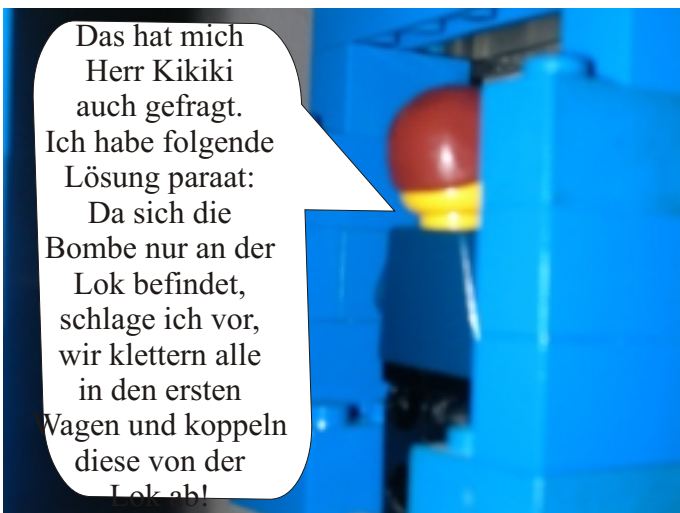 Das hat mich
Herr Kikiki
auch gefragt.
Ich habe folgende
Lösung paraat:
Da sich die
Bombe nur an der
Lok befindet,
schlage ich vor,
wir klettern alle
in den ersten
Wagen und koppeln
diese von der
Lok ab!